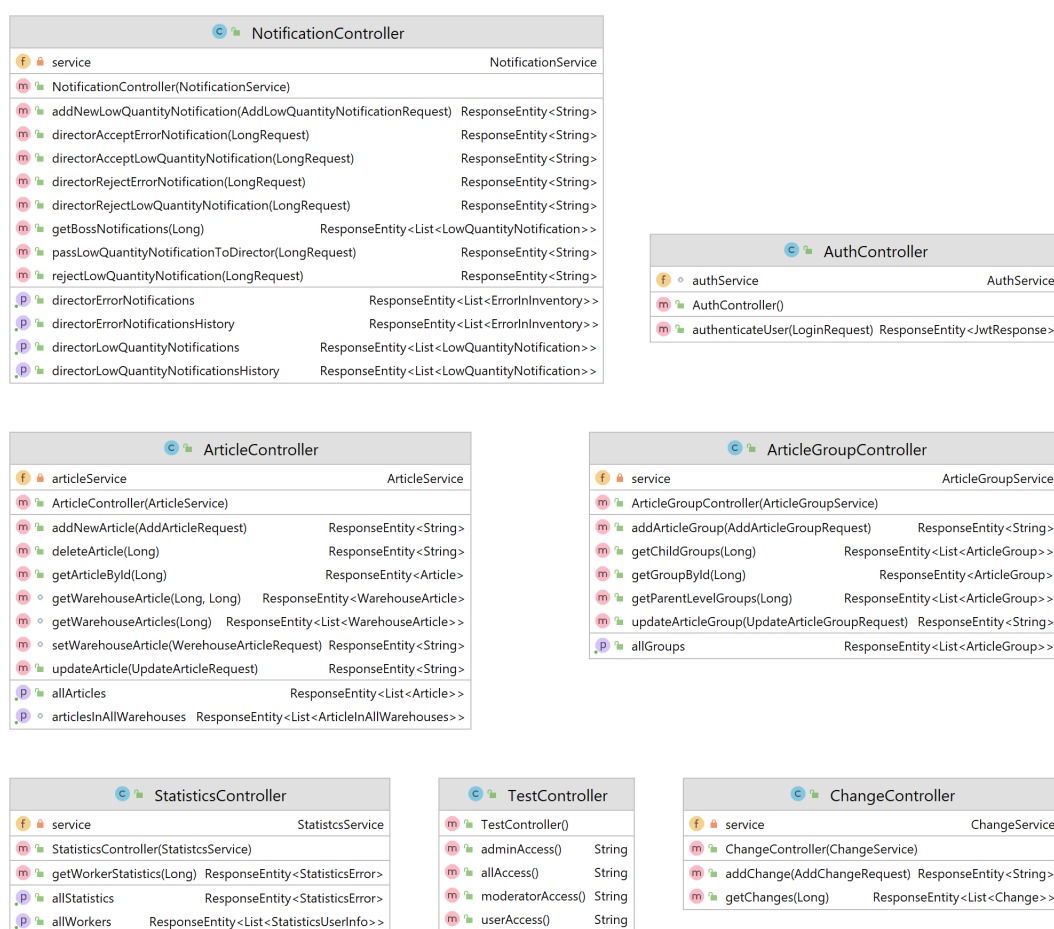 NotificationController
service NotificationService
NotificationController(NotificationService)
addNewLowQuantityNotification(AddLowQuantityNotificationRequest) ResponseEntity<String>
directorAcceptErrorNotification(LongRequest) ResponseEntity<String>
directorAcceptLowQuantityNotification(LongRequest) ResponseEntity<String>
directorRejectErrorNotification(LongRequest) ResponseEntity<String>
directorRejectLowQuantityNotification(LongRequest) ResponseEntity<String>
getBossNotifications(Long) ResponseEntity<List<LowQuantityNotification>>
passLowQuantityNotificationToDirector(LongRequest) ResponseEntity<String>
rejectLowQuantityNotification(LongRequest) ResponseEntity<String>
directorErrorNotifications ResponseEntity<List<ErrorInInventory>>
directorErrorNotificationsHistory ResponseEntity<List<ErrorInInventory>>
directorLowQuantityNotifications ResponseEntity<List<LowQuantityNotification>>
directorLowQuantityNotificationsHistory ResponseEntity<List<LowQuantityNotification>>
AuthController
authService AuthService
AuthController()
authenticateUser(LoginRequest) ResponseEntity<JwtResponse>
ArticleController
articleService ArticleService
ArticleController(ArticleService)
addNewArticle(AddArticleRequest) ResponseEntity<String>
deleteArticle(Long) ResponseEntity<String>
getArticleById(Long) ResponseEntity<Article>
getWarehouseArticle(Long, Long) ResponseEntity<WarehouseArticle>
getWarehouseArticles(Long) ResponseEntity<List<WarehouseArticle>>
setWarehouseArticle(WerehouseArticleRequest) ResponseEntity<String>
updateArticle(UpdateArticleRequest) ResponseEntity<String>
allArticles ResponseEntity<List<Article>>
articlesInAllWarehouses ResponseEntity<List<ArticleInAllWarehouses>>
ArticleGroupController
service ArticleGroupService
ArticleGroupController(ArticleGroupService)
addArticleGroup(AddArticleGroupRequest) ResponseEntity<String>
getChildGroups(Long) ResponseEntity<List<ArticleGroup>>
getGroupById(Long) ResponseEntity<ArticleGroup>
getParentLevelGroups(Long) ResponseEntity<List<ArticleGroup>>
updateArticleGroup(UpdateArticleGroupRequest) ResponseEntity<String>
allGroups ResponseEntity<List<ArticleGroup>>
StatisticsController
service StatistcsService
StatisticsController(StatistcsService)
getWorkerStatistics(Long) ResponseEntity<StatisticsError>
allStatistics ResponseEntity<StatisticsError>
allWorkers ResponseEntity<List<StatisticsUserInfo>>
TestController
TestController()
adminAccess() String
allAccess() String
moderatorAccess() String
userAccess() String
ChangeController
service ChangeService
ChangeController(ChangeService)
addChange(AddChangeRequest) ResponseEntity<String>
getChanges(Long) ResponseEntity<List<Change>>